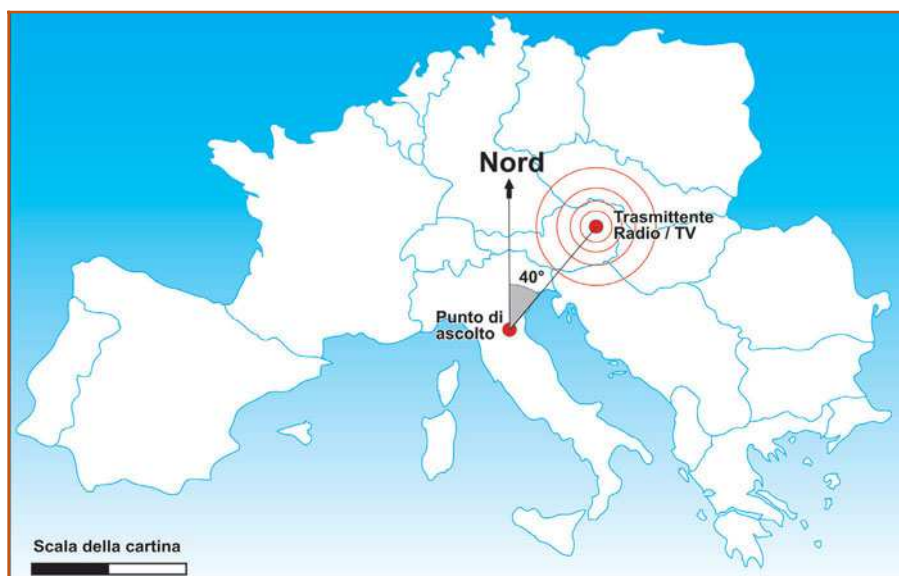 Nord
Trasmittente
Radio / TV
40°
Punto di
ascolto
Scala della cartina